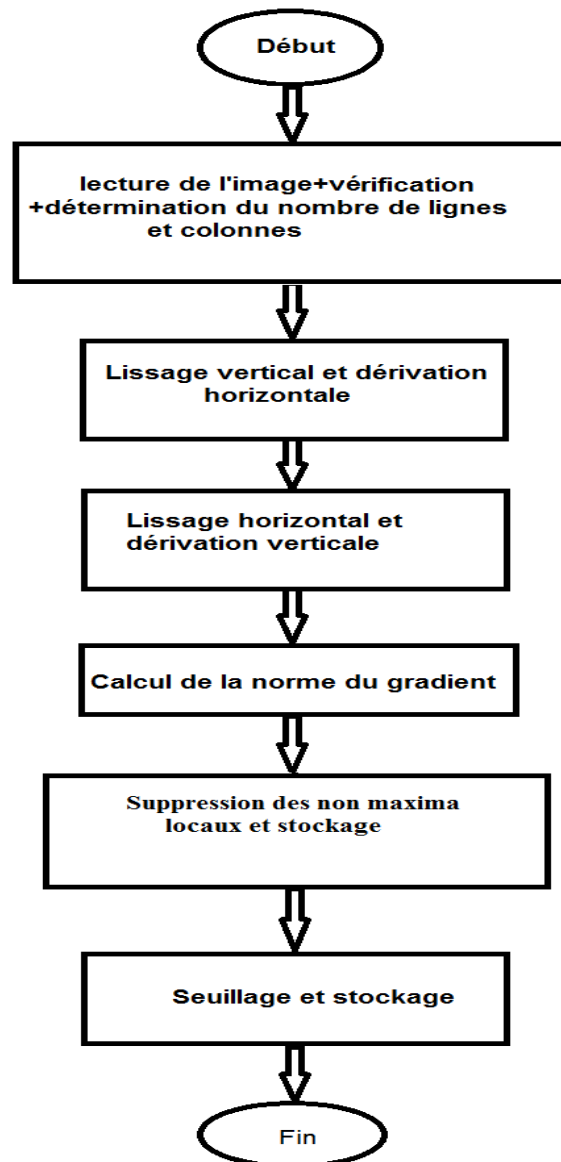 Début
lecture de l'image+vérification
+détermination du nombre de lignes
et colonnes
Lissage vertical et dérivation
horizontale
Lissage horizontal et
dérivation verticale
Calcul de la norme du gradient
Suppression des non maxima
locaux et stockage
Seuillage et stockage
Fin